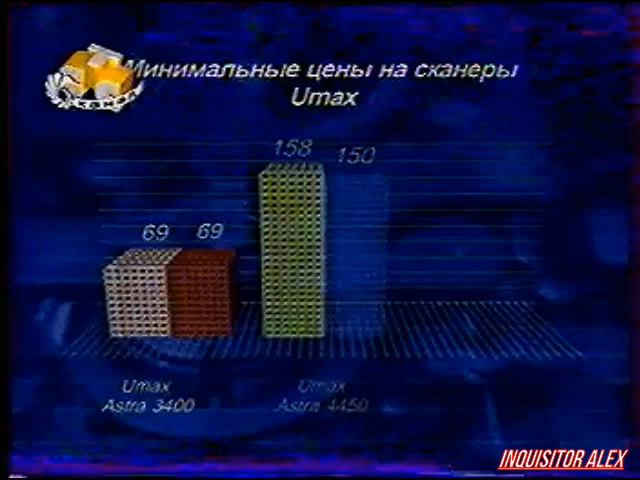 Минимальные цены на сканеры
Umax
158
150
69
69
Umax
Astra 3400
Umax
Astra 4450
INQUISITOR ALEX